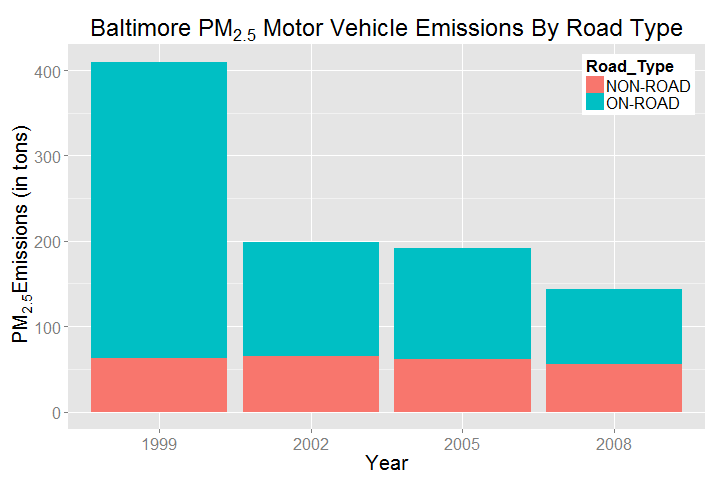 Baltimore PM2.5 Motor Vehicle Emissions By Road Type
Road_Type
NON-ROAD
ON-ROAD
PM2.5Emissions (in tons)
400
300
200
100
0
1999 2002 2005 2008
Year